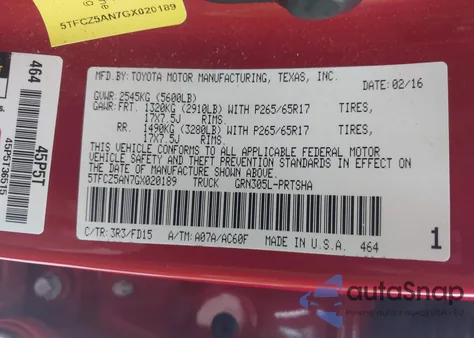 5TFCZ5AN7GX020189
464
45P5T
45P5T36515
MFD.BY:TOYOTA MOTOR MANUFACTURING, TEXAS, INC.
DATE: 02/16
GVWR: 2545KG (5600LB)
GAWR: FRT. 1320KG (2910LB) WITH P265/65R17 TIRES,
17X7.5J RIMS,
RR. 1490KG (3280LB) WITH P265/65R17 TIRES,
17X7.5J RIMS,
THIS VEHICLE CONFORMS TO ALL APPLICABLE FEDERAL MOTOR
VEHICLE SAFETY AND THEFT PREVENTION STANDARDS IN EFFECT ON
THE DATE OF MANUFACTURE SHOWN ABOVE.
5TFCZ5AN7GX020189 TRUCK GRN305L-PRTSHA
C/TR: 3R3/FD15 A/TM: A07A/AC60F MADE IN U.S.A. 464
1
autoSnap